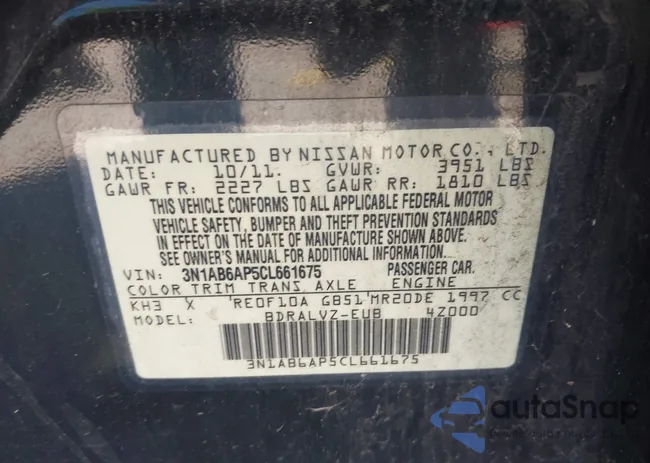 MANUFACTURED BY NISSAN MOTOR CO., LTD.
DATE: 10/11. GVWR: 3951 LBS
GAWR FR: 2227 LBS GAWR RR: 1810 LBS
THIS VEHICLE CONFORMS TO ALL APPLICABLE FEDERAL MOTOR
VEHICLE SAFETY, BUMPER AND THEFT PREVENTION STANDARDS
IN EFFECT ON THE DATE OF MANUFACTURE SHOWN ABOVE.
SEE OWNER'S MANUAL FOR ADDITIONAL INFORMATION.
VIN: 3N1AB6AP5CL661675 PASSENGER CAR.
COLOR TRIM TRANS AXLE ENGINE
KH3 X 'RE0F10A GB51'MR20DE 1997 CC
MODEL: BDRALVZ-EUB 4Z000
3N1AB6AP5CL661675
autoSnap